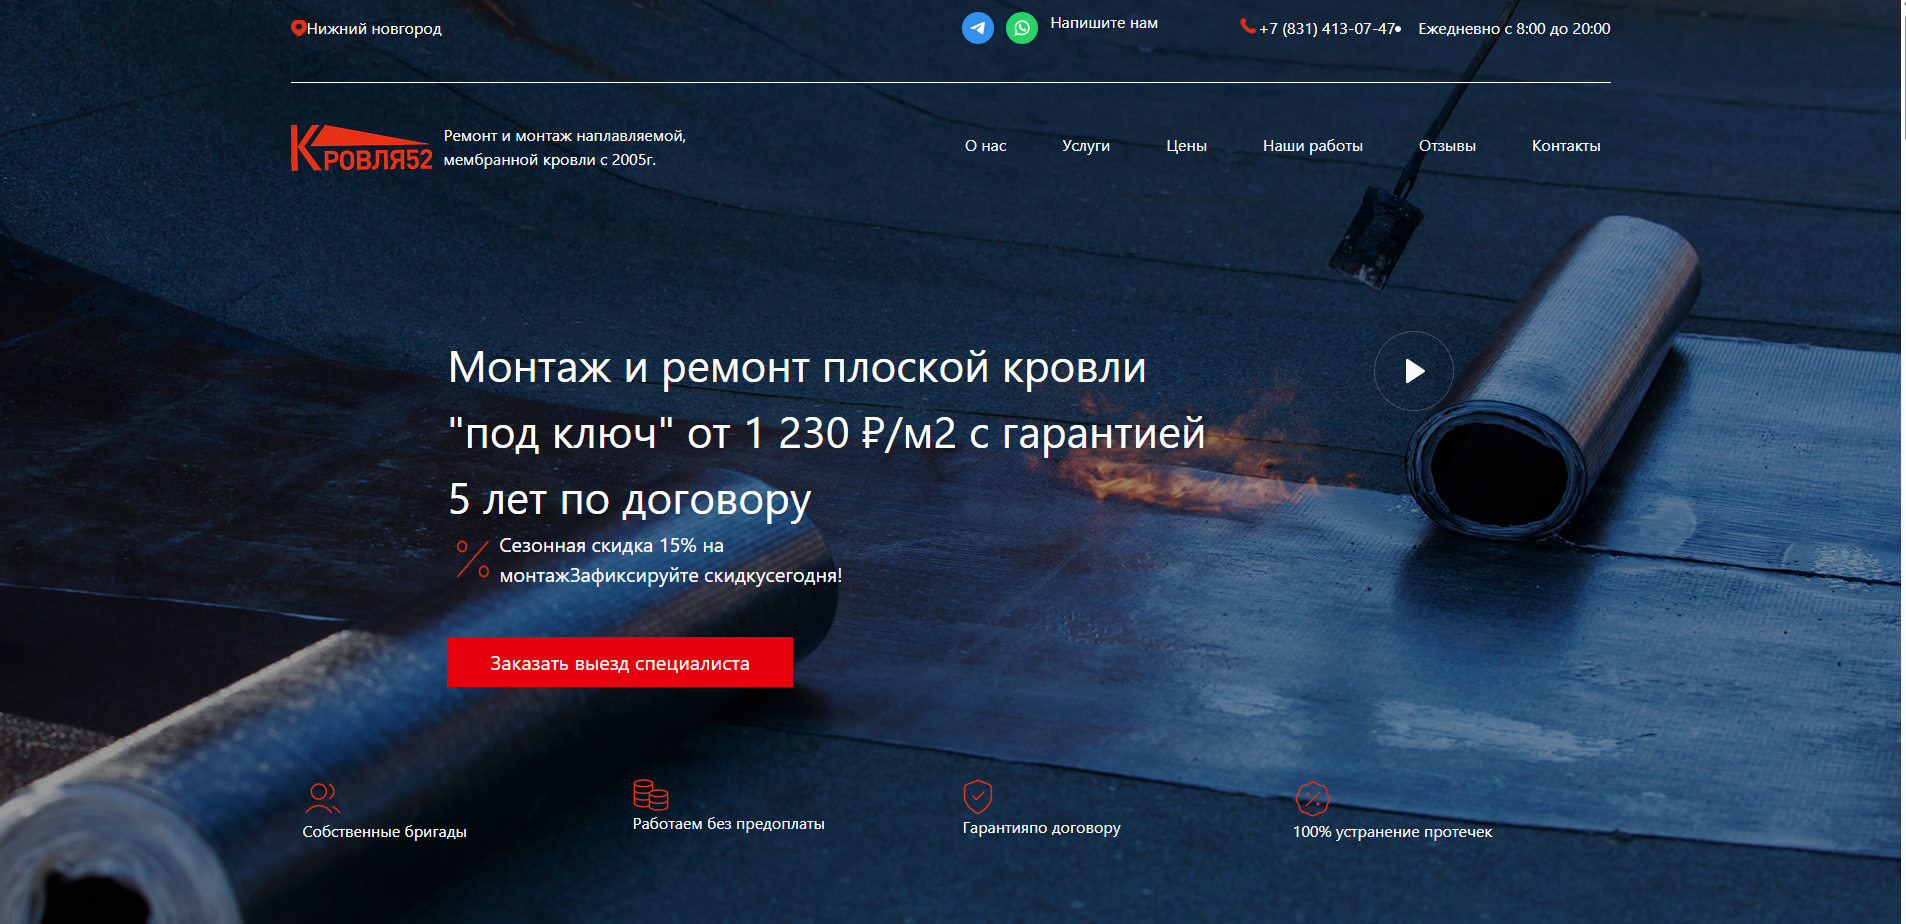 Нижний новгород
Напишите нам
+7 (831) 413-07-47
Ежедневно с 8:00 до 20:00
КРОВЛЯ52
Ремонт и монтаж наплавляемой,
мембранной кровли с 2005г.
О нас
Услуги
Цены
Наши работы
Отзывы
Контакты
Монтаж и ремонт плоской кровли
"под ключ" от 1 230 ₽/м2 с гарантией
5 лет по договору
Сезонная скидка 15% на
монтажЗафиксируйте скидкусегодня!
Заказать выезд специалиста
Собственные бригады
Работаем без предоплаты
Гарантияпо договору
100% устранение протечек